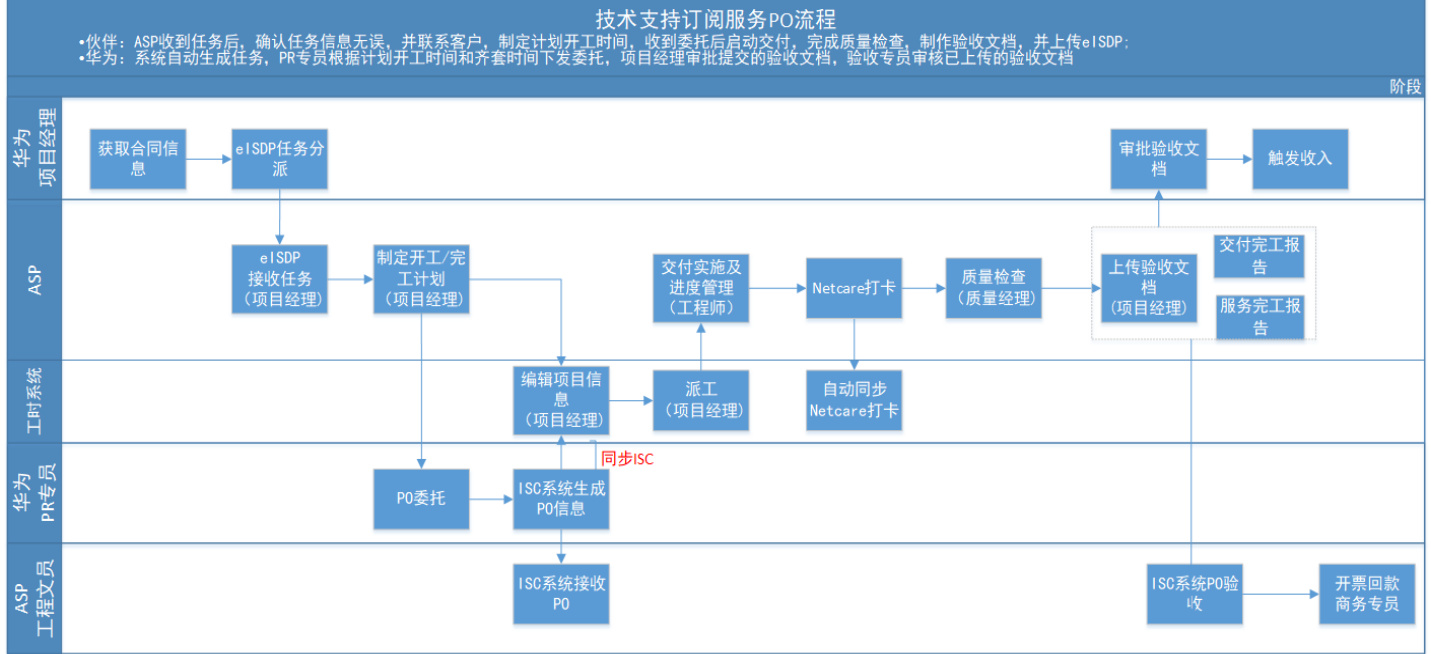 技术支持订阅服务PO流程
•伙伴：ASP收到任务后，确认任务信息无误，并联系客户，制定计划开工时间，收到委托后启动交付，完成质量检查，制作验收文档，并上传eISDP;
•华为：系统自动生成任务，PR专员根据计划开工时间和齐套时间下发委托，项目经理审批提交的验收文档，验收专员审核已上传的验收文档
阶段
华为
项目经理
获取合同信
息
eISDP任务分
派
审批验收文
档
触发收入
ASP
eISDP
接收任务
（项目经理）
制定开工/完
工计划
（项目经理）
交付实施及
进度管理
（工程师）
Netcare打卡
质量检查
（质量经理）
上传验收文
档
（项目经理）
交付完工报
告
服务完工报
告
工时系统
编辑项目信
息
（项目经理）
派工
（项目经理）
自动同步
Netcare打卡
华为
PR专员
同步ISC
PO委托
ISC系统生成
PO信息
ASP
工程文员
ISC系统接收
PO
ISC系统PO验
收
开票回款
商务专员